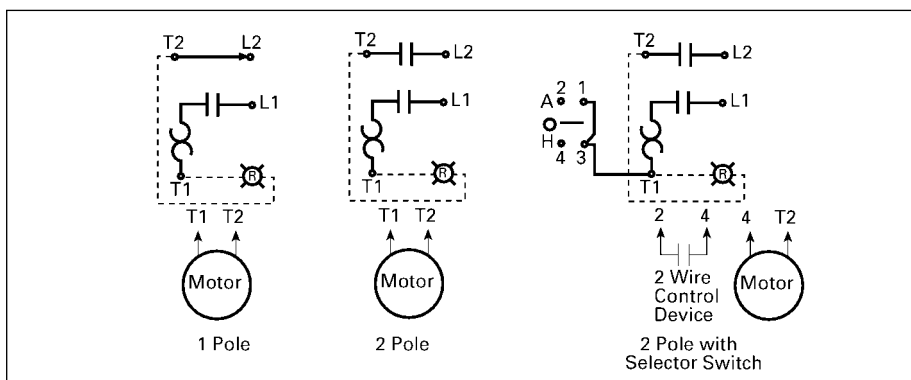 T2 L2
L1
T1
R
T1 T2
Motor
1 Pole
T2
L2
L1
T1
R
T1 T2
Motor
2 Pole
T2
L2
2 1
A
O
H
4 3
L1
T1
R
2 4 4 T2
2 Wire
Control
Device
Motor
2 Pole with
Selector Switch